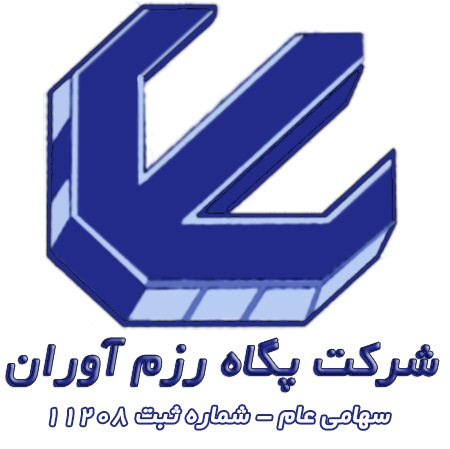 شرکت پگاه رزم آوران
سهامی عام – شماره ثبت ۱۱۲۰۸